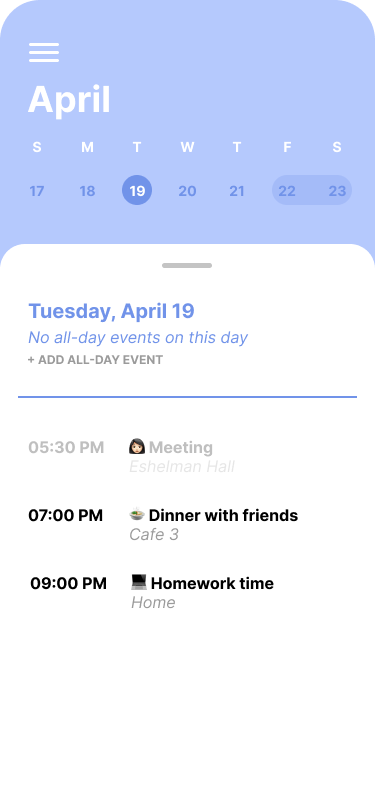 April
S M T W T F S
17 18 19 20 21 22 23
Tuesday, April 19
No all-day events on this day
+ ADD ALL-DAY EVENT
05:30 PM 👩🏻 Meeting
Eshelman Hall
07:00 PM 🍲 Dinner with friends
Cafe 3
09:00 PM 💻 Homework time
Home